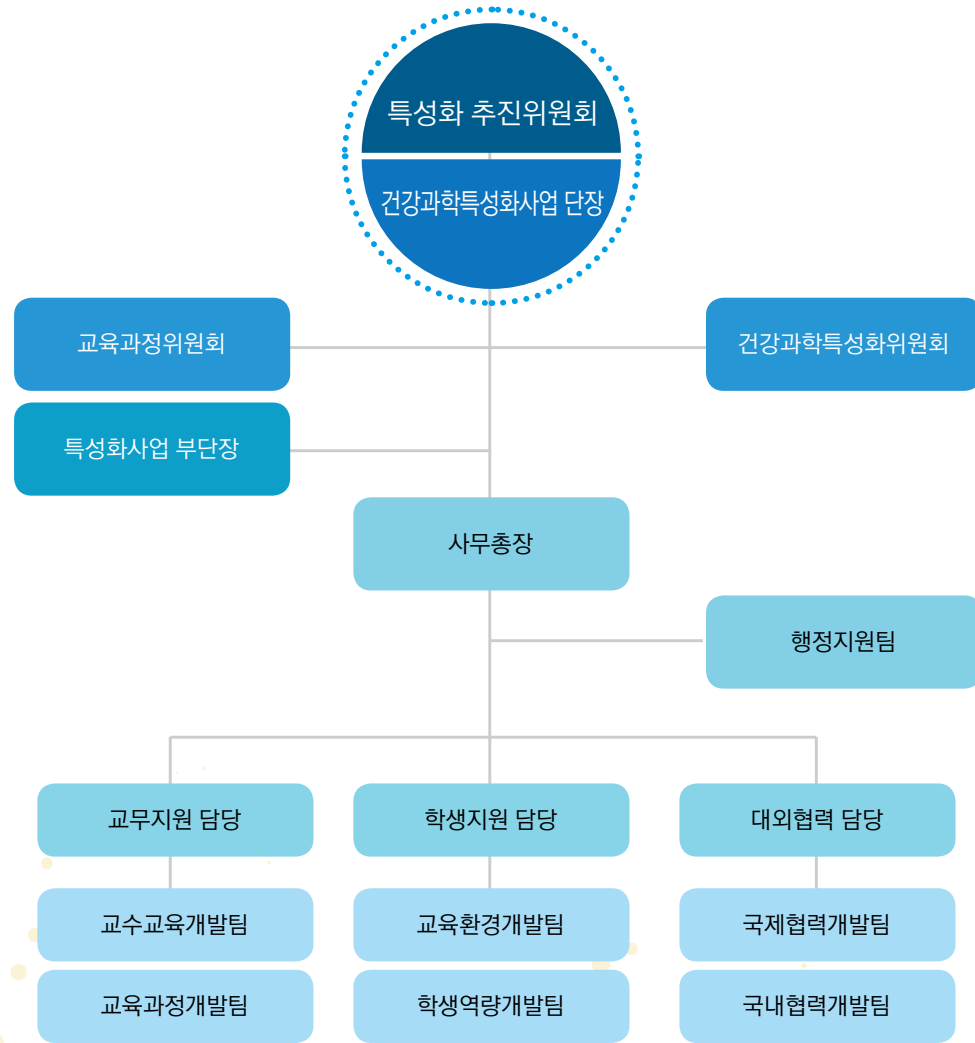 특성화 추진위원회
건강과학특성화사업 단장
교육과정위원회
건강과학특성화위원회
특성화사업 부단장
사무총장
행정지원팀
교무지원 담당
학생지원 담당
대외협력 담당
교수교육개발팀
교육환경개발팀
국제협력개발팀
교육과정개발팀
학생역량개발팀
국내협력개발팀